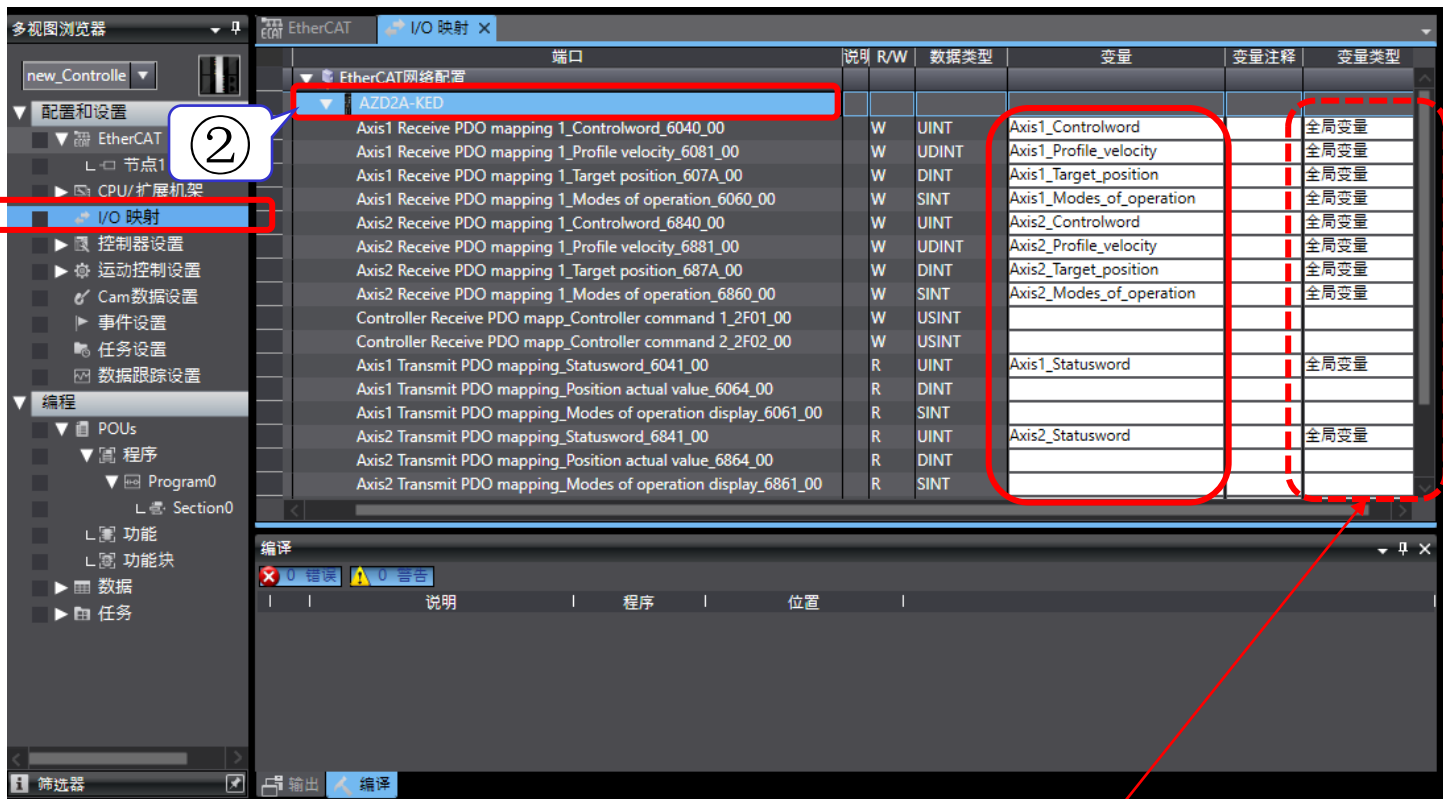 多视图浏览器
new_Controlle
配置和设置
EtherCAT
节点1
CPU/扩展机架
I/O 映射
控制器设置
运动控制设置
Cam数据设置
事件设置
任务设置
数据跟踪设置
编程
POUs
程序
Program0
Section0
功能
功能块
数据
任务
筛选器
②
EtherCAT I/O 映射
端口 说明 R/W 数据类型 变量 变量注释 变量类型
EtherCAT网络配置
AZD2A-KED
Axis1 Receive PDO mapping 1_Controlword_6040_00 W UINT Axis1_Controlword 全局变量
Axis1 Receive PDO mapping 1_Profile velocity_6081_00 W UDINT Axis1_Profile_velocity 全局变量
Axis1 Receive PDO mapping 1_Target position_607A_00 W DINT Axis1_Target_position 全局变量
Axis1 Receive PDO mapping 1_Modes of operation_6060_00 W SINT Axis1_Modes_of_operation 全局变量
Axis2 Receive PDO mapping 1_Controlword_6840_00 W UINT Axis2_Controlword 全局变量
Axis2 Receive PDO mapping 1_Profile velocity_6881_00 W UDINT Axis2_Profile_velocity 全局变量
Axis2 Receive PDO mapping 1_Target position_687A_00 W DINT Axis2_Target_position 全局变量
Axis2 Receive PDO mapping 1_Modes of operation_6860_00 W SINT Axis2_Modes_of_operation 全局变量
Controller Receive PDO mapp_Controller command 1_2F01_00 W USINT
Controller Receive PDO mapp_Controller command 2_2F02_00 W USINT
Axis1 Transmit PDO mapping_Statusword_6041_00 R UINT Axis1_Statusword 全局变量
Axis1 Transmit PDO mapping_Position actual value_6064_00 R DINT
Axis1 Transmit PDO mapping_Modes of operation display_6061_00 R SINT
Axis2 Transmit PDO mapping_Statusword_6841_00 R UINT Axis2_Statusword 全局变量
Axis2 Transmit PDO mapping_Position actual value_6864_00 R DINT
Axis2 Transmit PDO mapping_Modes of operation display_6861_00 R SINT
编译
0 错误 0 警告
说明 程序 位置
输出 编译